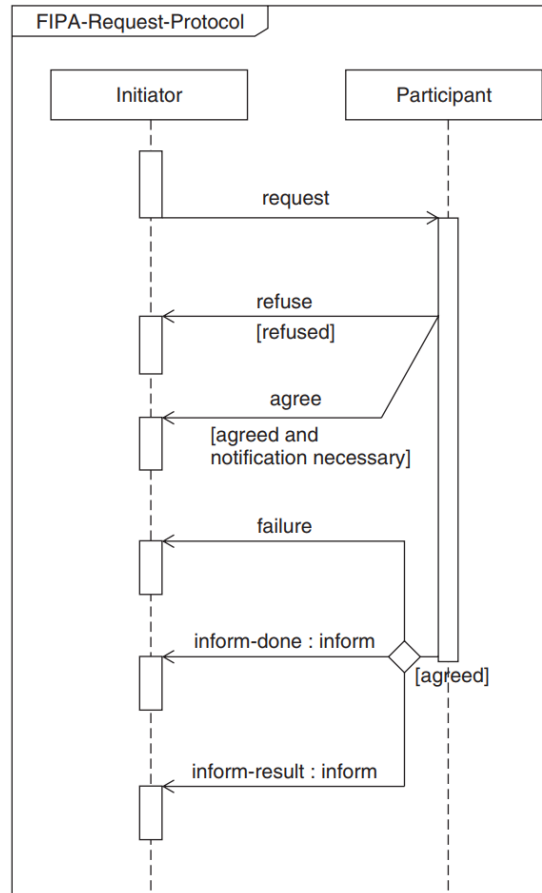 FIPA-Request-Protocol
Initiator
Participant
request
refuse
[refused]
agree
[agreed and
notification necessary]
failure
inform-done : inform
[agreed]
inform-result : inform